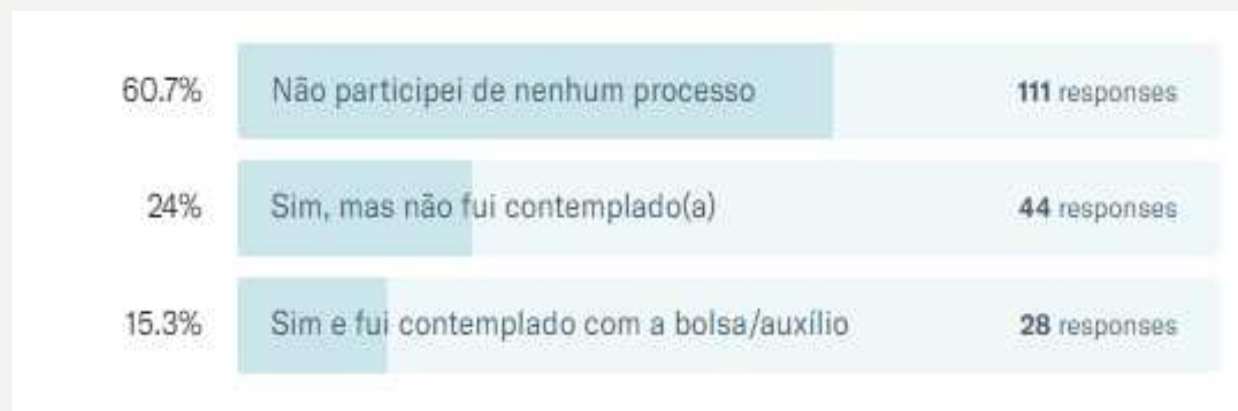 60.7% Não participei de nenhum processo 111 responses
24% Sim, mas não fui contemplado(a) 44 responses
15.3% Sim e fui contemplado com a bolsa/auxílio 28 responses